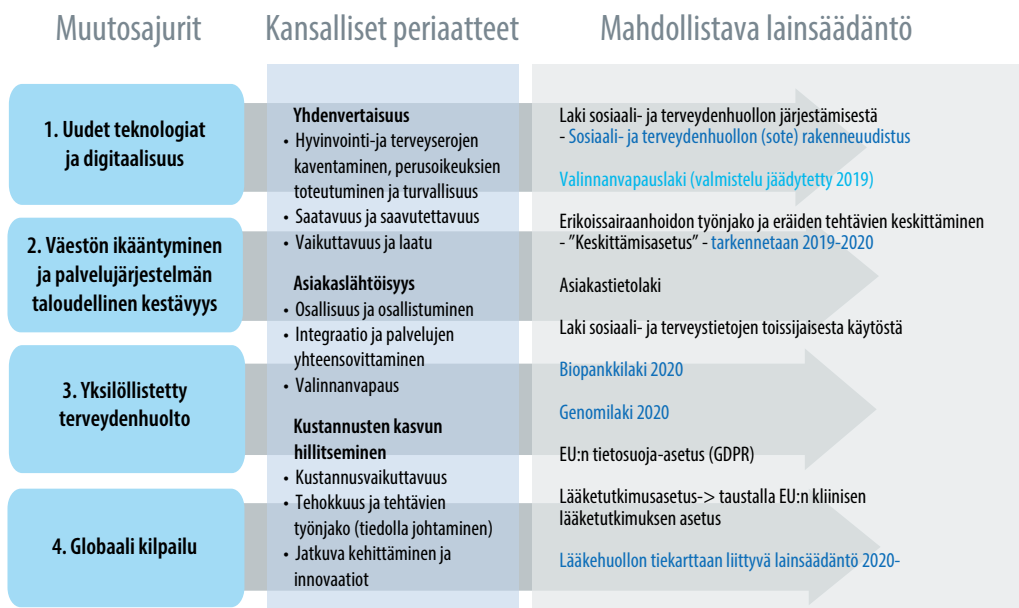 Muutosajurit
Kansalliset periaatteet
Mahdollistava lainsäädäntö
1. Uudet teknologiat
ja digitaalisuus
2. Väestön ikääntyminen
ja palvelujärjestelmän
taloudellinen kestävyys
3. Yksilöllistetty
terveydenhuolto
4. Globaali kilpailu
Yhdenvertaisuus
• Hyvinvointi-ja terveyserojen
kaventaminen, perusoikeuksien
toteutuminen ja turvallisuus
• Saatavuus ja saavutettavuus
• Vaikuttavuus ja laatu
Asiakaslähtöisyys
• Osallisuus ja osallistuminen
• Integraatio ja palvelujen
yhteensovittaminen
• Valinnanvapaus
Kustannusten kasvun
hillitseminen
• Kustannusvaikuttavuus
• Tehokkuus ja tehtävien
työnjako (tiedolla johtaminen)
• Jatkuva kehittäminen ja
innovaatiot
Laki sosiaali- ja terveydenhuollon järjestämisestä
- Sosiaali- ja terveydenhuollon (sote) rakenneuudistus
Valinnanvapauslaki (valmistelu jäädytetty 2019)
Erikoissairaanhoidon työnjako ja eräiden tehtävien keskittäminen
- ”Keskittämisasetus” - tarkennetaan 2019-2020
Asiakastietolaki
Laki sosiaali- ja terveystietojen toissijaisesta käytöstä
Biopankkilaki 2020
Genomilaki 2020
EU:n tietosuoja-asetus (GDPR)
Lääketutkimusasetus-> taustalla EU:n kliinisen
lääketutkimuksen asetus
Lääkehuollon tiekarttaan liittyvä lainsäädäntö 2020-